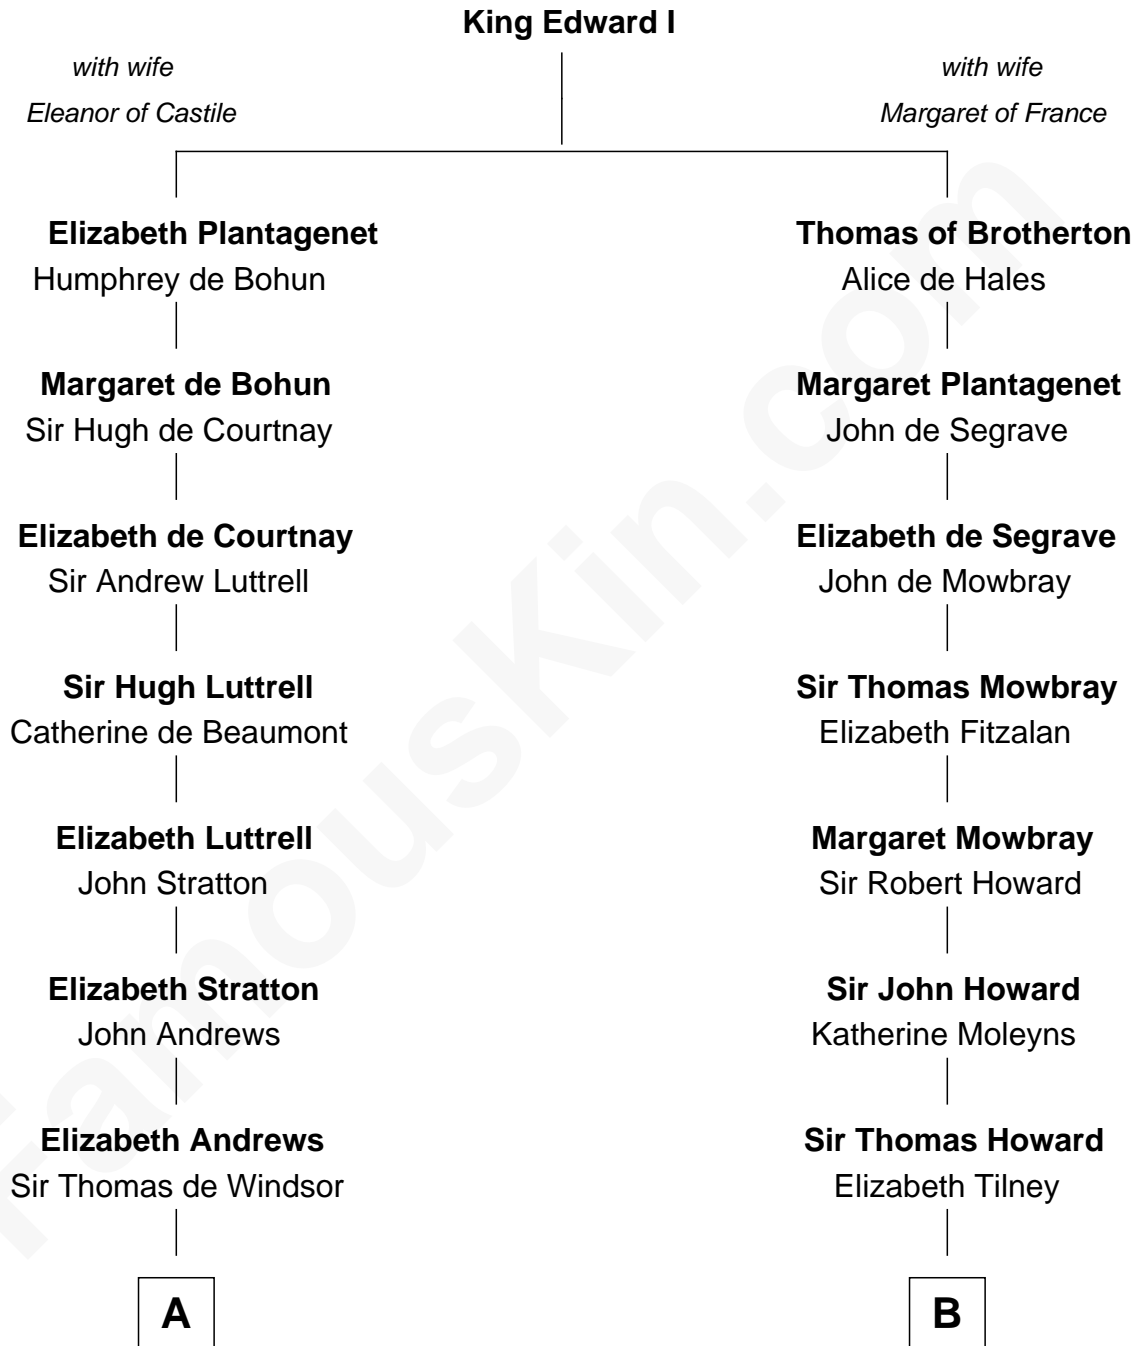 King Edward I
with wife
Eleanor of Castile
with wife
Margaret of France
Elizabeth Plantagenet
Humphrey de Bohun
Thomas of Brotherton
Alice de Hales
Margaret de Bohun
Sir Hugh de Courtnay
Margaret Plantagenet
John de Segrave
Elizabeth de Courtnay
Sir Andrew Luttrell
Elizabeth de Segrave
John de Mowbray
Sir Hugh Luttrell
Catherine de Beaumont
Sir Thomas Mowbray
Elizabeth Fitzalan
Elizabeth Luttrell
John Stratton
Margaret Mowbray
Sir Robert Howard
Elizabeth Stratton
John Andrews
Sir John Howard
Katherine Moleyns
Elizabeth Andrews
Sir Thomas de Windsor
Sir Thomas Howard
Elizabeth Tilney
A
B
FamousKin.com